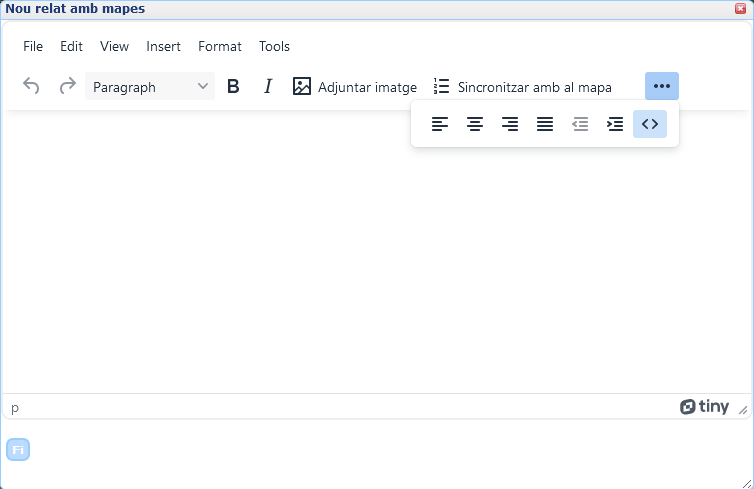 Nou relat amb mapes
File Edit View Insert Format Tools
Paragraph B I Adjuntar imatge Sincronitzar amb al mapa
p tiny
Fi